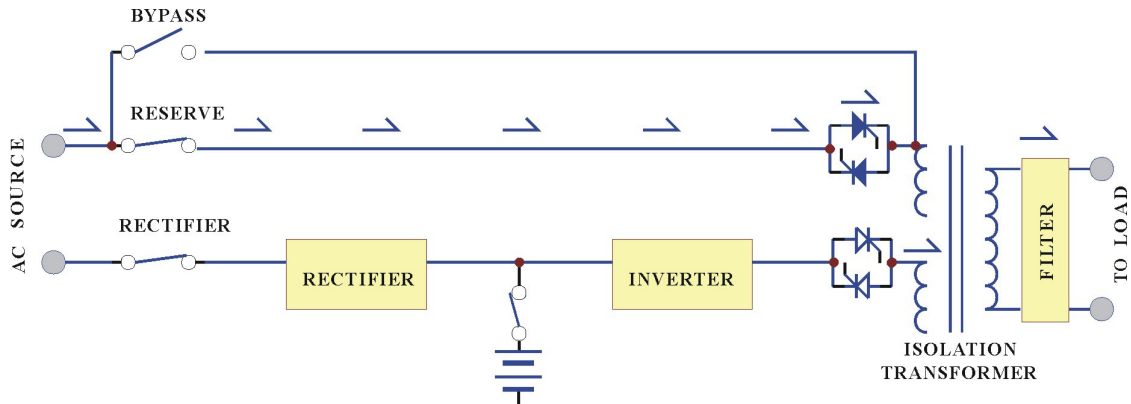 BYPASS
RESERVE
AC SOURCE
RECTIFIER
RECTIFIER
INVERTER
FILTER
TO LOAD
ISOLATION
TRANSFORMER